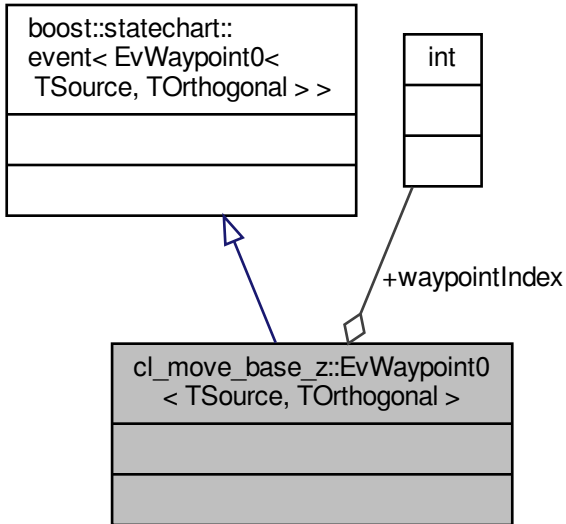 boost::statechart::
event< EvWaypoint0<
TSource, TOrthogonal > >
int
+waypointIndex
cl_move_base_z::EvWaypoint0
< TSource, TOrthogonal >